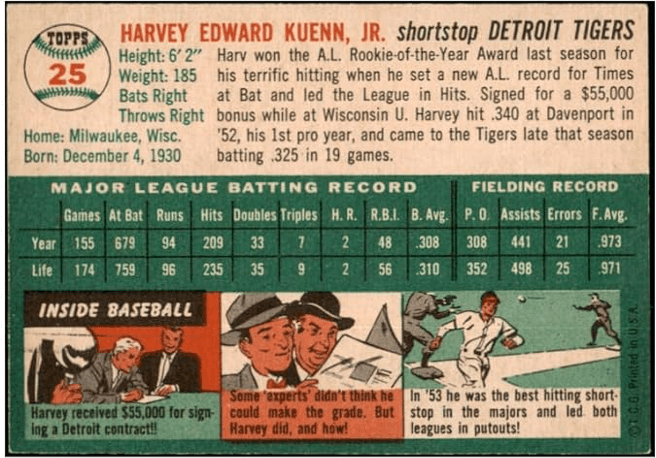 TOPPS
25
HARVEY EDWARD KUENN, JR. shortstop DETROIT TIGERS
Height: 6' 2"
Weight: 185
Bats Right
Throws Right
Home: Milwaukee, Wisc.
Born: December 4, 1930
Harv won the A.L. Rookie-of-the-Year Award last season for
his terrific hitting when he set a new A.L. record for Times
at Bat and led the League in Hits. Signed for a $55,000
bonus while at Wisconsin U. Harvey hit .340 at Davenport in
'52, his 1st pro year, and came to the Tigers late that season
batting .325 in 19 games.
MAJOR LEAGUE BATTING RECORD FIELDING RECORD
Games At Bat Runs Hits Doubles Triples H. R. R.B.I. B. Avg. P. O. Assists Errors F. Avg.
Year 155 679 94 209 33 7 2 48 .308 308 441 21 .973
Life 174 759 96 235 35 9 2 56 .310 352 498 25 .971
INSIDE BASEBALL
Harvey received $55,000 for sign-
ing a Detroit contract!!
Some 'experts' didn't think he
could make the grade. But
Harvey did, and how!
In '53 he was the best hitting short-
stop in the majors and led both
leagues in putouts!
© T.C.G. Printed in U.S.A.